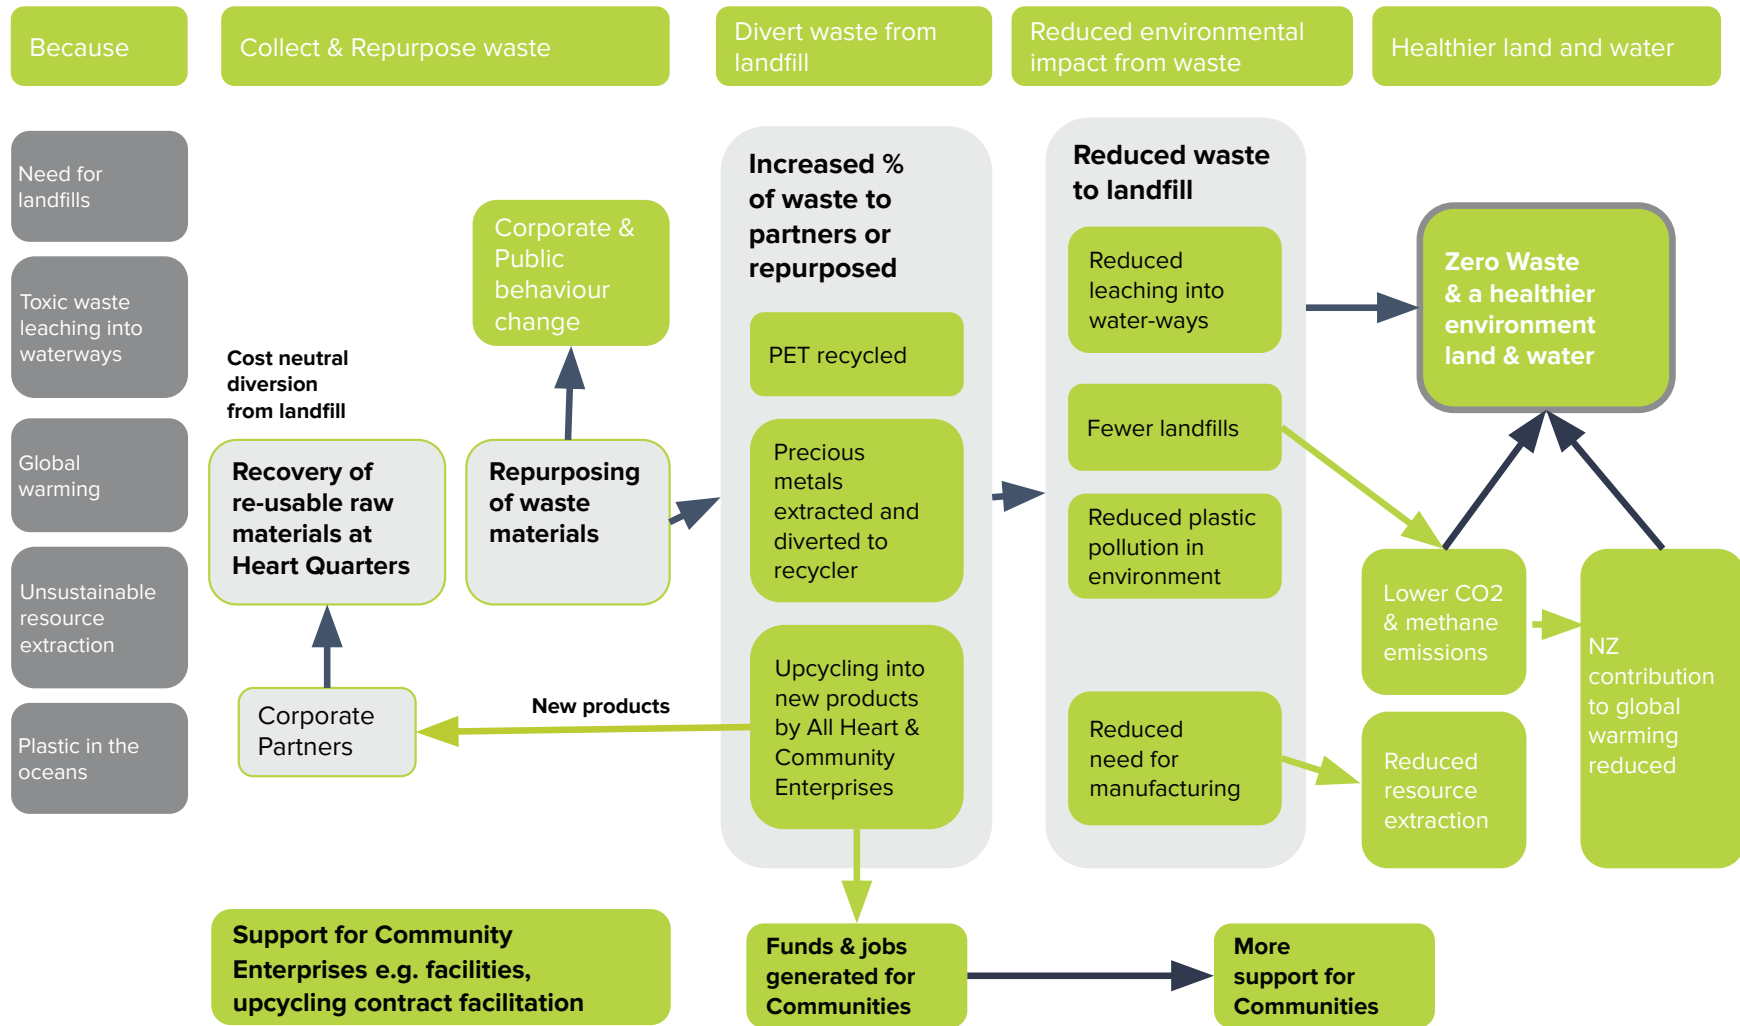 Because
Collect & Repurpose waste
Divert waste from
landfill
Reduced environmental
impact from waste
Healthier land and water
Need for
landfills
Toxic waste
leaching into
waterways
Global
warming
Unsustainable
resource
extraction
Plastic in the
oceans
Cost neutral
diversion
from landfill
Recovery of
re-usable raw
materials at
Heart Quarters
Corporate
Partners
Corporate &
Public
behaviour
change
Repurposing
of waste
materials
New products
Increased %
of waste to
partners or
repurposed
PET recycled
Precious
metals
extracted and
diverted to
recycler
Upcycling into
new products
by All Heart &
Community
Enterprises
Reduced waste
to landfill
Reduced
leaching into
water-ways
Fewer landfills
Reduced plastic
pollution in
environment
Reduced
need for
manufacturing
Zero Waste
& a healthier
environment
land & water
Lower CO2
& methane
emissions
Reduced
resource
extraction
NZ
contribution
to global
warming
reduced
Support for Community
Enterprises e.g. facilities,
upcycling contract facilitation
Funds & jobs
generated for
Communities
More
support for
Communities